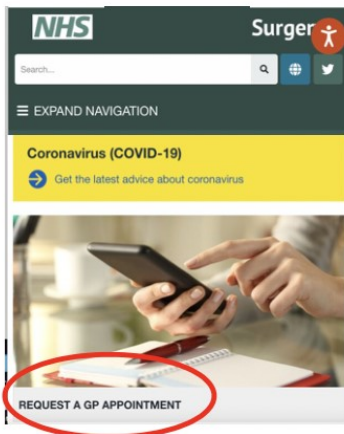 NHS
Surger
Search...
EXPAND NAVIGATION
Coronavirus (COVID-19)
Get the latest advice about coronavirus
REQUEST A GP APPOINTMENT